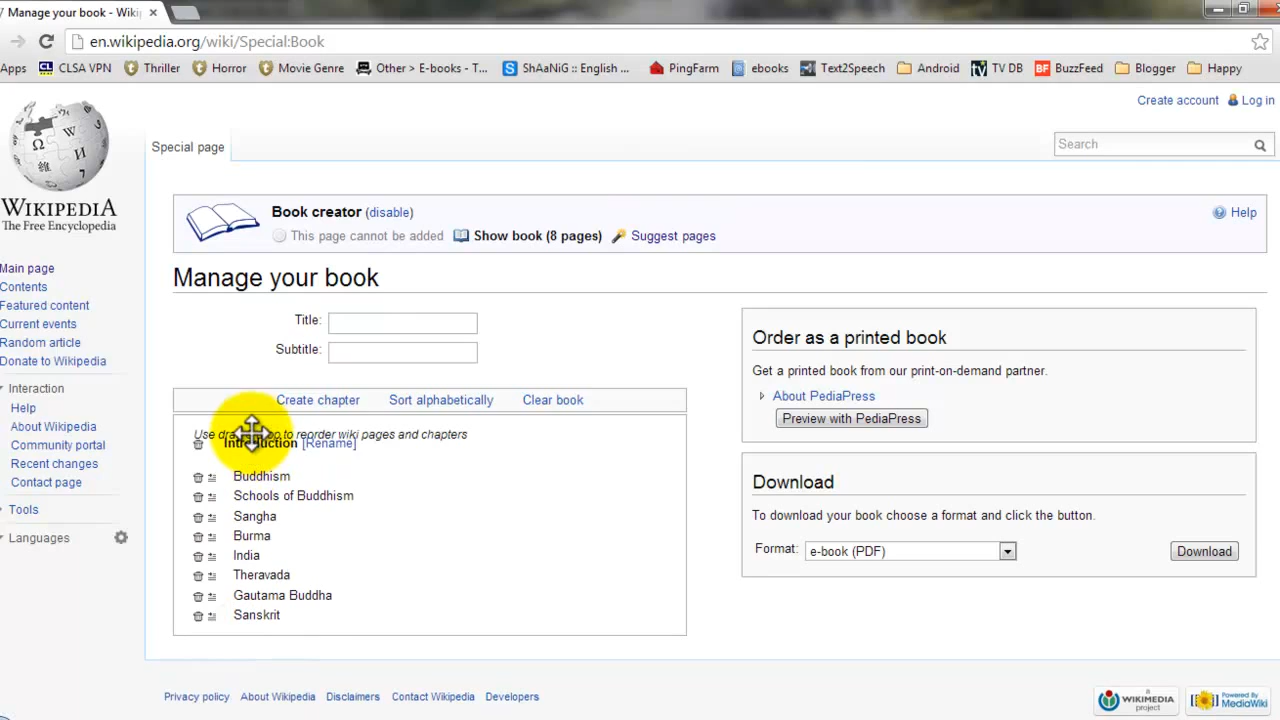 Manage your book - Wiki
en.wikipedia.org/wiki/Special:Book
Apps CLSA VPN Thriller Horror Movie Genre Other > E-books - T... ShAaNiG :: English ... PingFarm ebooks Text2Speech Android TV DB BuzzFeed Blogger Happy
Create account Log in
Special page
Search
WIKIPEDIA
The Free Encyclopedia
Book creator (disable)
Help
This page cannot be added Show book (8 pages) Suggest pages
Main page
Contents
Featured content
Current events
Random article
Donate to Wikipedia
Interaction
Help
About Wikipedia
Community portal
Recent changes
Contact page
Tools
Languages
Manage your book
Title:
Subtitle:
Create chapter Sort alphabetically Clear book
Use to reorder wiki pages and chapters
Introduction [Rename]
Buddhism
Schools of Buddhism
Sangha
Burma
India
Theravada
Gautama Buddha
Sanskrit
Order as a printed book
Get a printed book from our print-on-demand partner.
About PediaPress
Preview with PediaPress
Download
To download your book choose a format and click the button.
Format: e-book (PDF) Download
Privacy policy About Wikipedia Disclaimers Contact Wikipedia Developers
A WIKIMEDIA project
Powered By MediaWiki